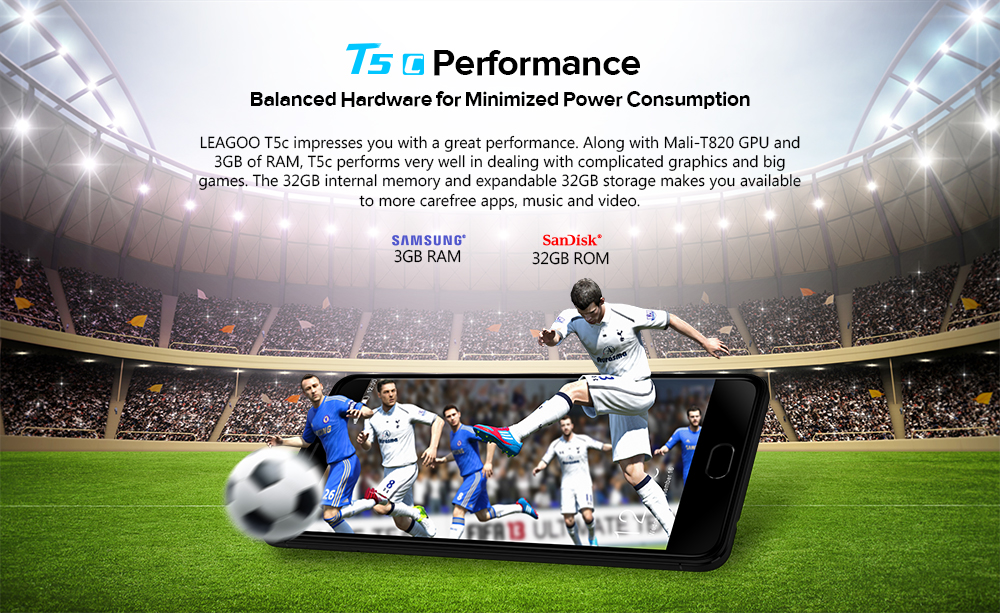 T5 c Performance
Balanced Hardware for Minimized Power Consumption
LEAGOO T5c impresses you with a great performance. Along with Mali-T820 GPU and
3GB of RAM, T5c performs very well in dealing with complicated graphics and big
games. The 32GB internal memory and expandable 32GB storage makes you available
to more carefree apps, music and video.
SAMSUNG®
3GB RAM
SanDisk®
32GB ROM
26
8
8
FIFA 13 ULTIMATE